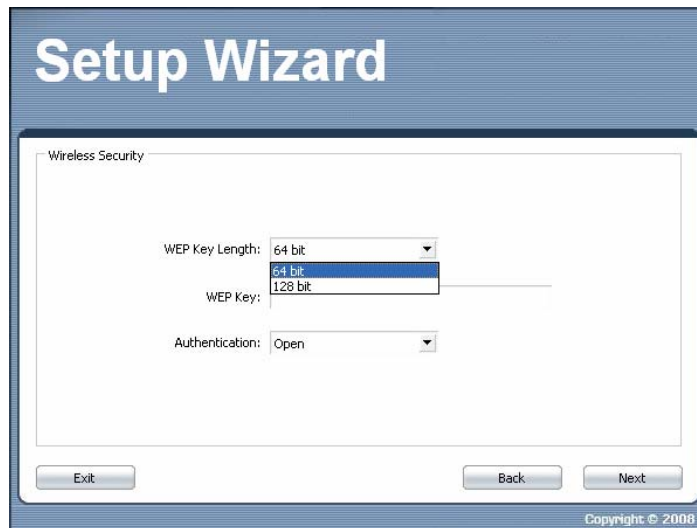 Setup Wizard
Wireless Security
WEP Key Length: 64 bit
64 bit
128 bit
WEP Key:
Authentication: Open
Exit Back Next
Copyright © 2008